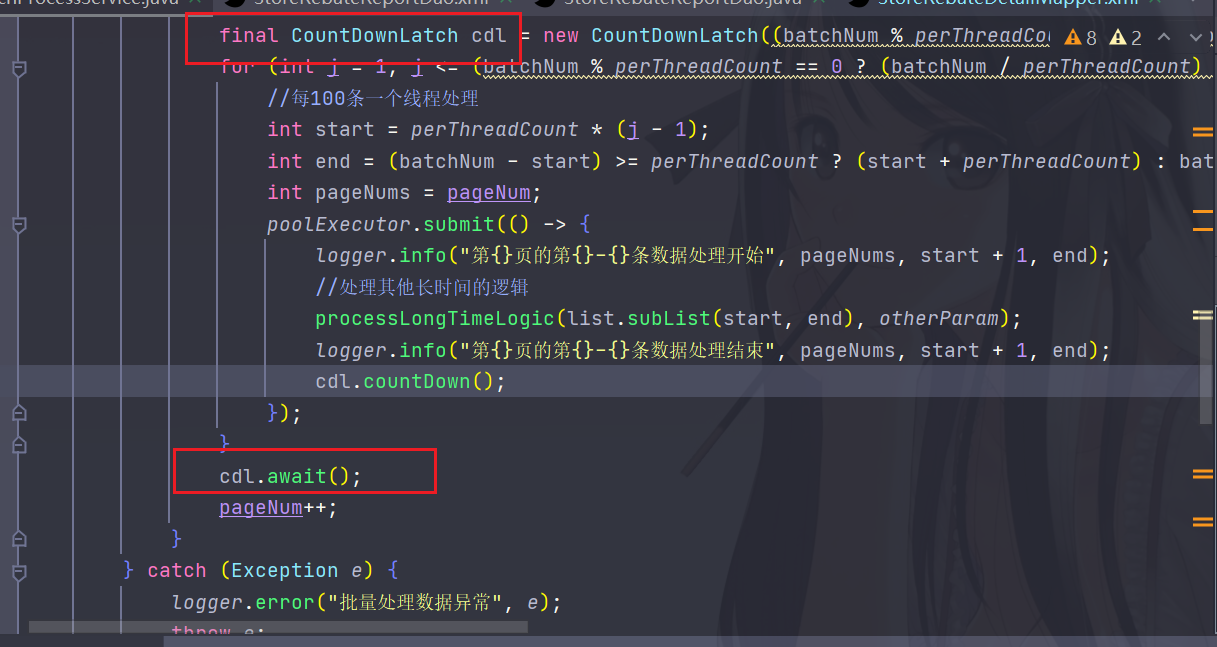 StoreRebateReportDao.xml StoreRebateReportDao.java StoreRebateDetailMapper.xml
final CountDownLatch cdl = new CountDownLatch((batchNum % perThreadCou 8 2
for (int j = 1; j <= (batchNum % perThreadCount == 0 ? (batchNum / perThreadCount)
//每100条一个线程处理
int start = perThreadCount * (j - 1);
int end = (batchNum - start) >= perThreadCount ? (start + perThreadCount) : bat
int pageNums = pageNum;
poolExecutor.submit(() -> {
logger.info("第{}页的第{}-{}条数据处理开始", pageNums, start + 1, end);
//处理其他长时间的逻辑
processLongTimeLogic(list.subList(start, end), otherParam);
logger.info("第{}页的第{}-{}条数据处理结束", pageNums, start + 1, end);
cdl.countDown();
});
}
cdl.await();
pageNum++;
}
} catch (Exception e) {
logger.error("批量处理数据异常", e);
throw e;